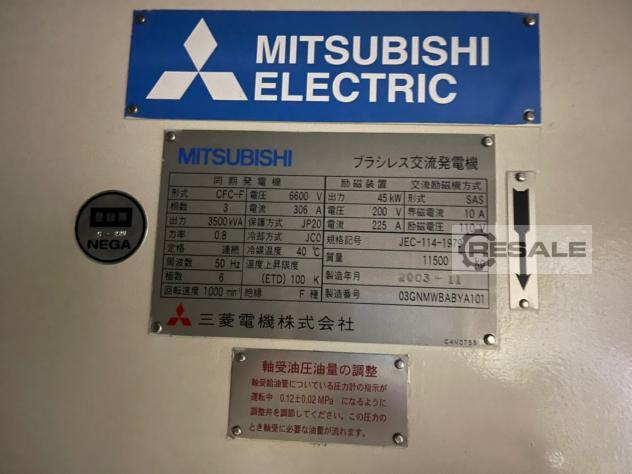 MITSUBISHI
ELECTRIC
MITSUBISHI ブラシレス交流発電機
同期発電機 励磁装置 交流励磁機方式
形式 CFC-F 電圧 6600 V 出力 45 kW 形式 SAS
相数 3 電流 306 A 電圧 200 V 界磁電流 10 A
出力 3500 kVA 保護方式 JP20 電流 225 A 励磁電圧 110 V
力率 0.8 冷却方式 JC0 規格記号 JEC-114-1979
定格 連続 冷媒温度 40 ℃ 質量 11500 kg
周波数 50 Hz 温度上昇限度
極数 6 (ETD) 100 K 製造年月 2003-11
回転速度 1000 min⁻¹ 絶縁 F 種 製造番号 03GNMWBABYA101
三菱電機株式会社
C4V0755
登録票
NEGA
RESALE
軸受油圧油量の調整
軸受給油管についている圧力計の指示が
運転中 0.12±0.02 MPa になるように
調整弁を調節してください。この圧力の
とき軸受に必要な油量が流れます。